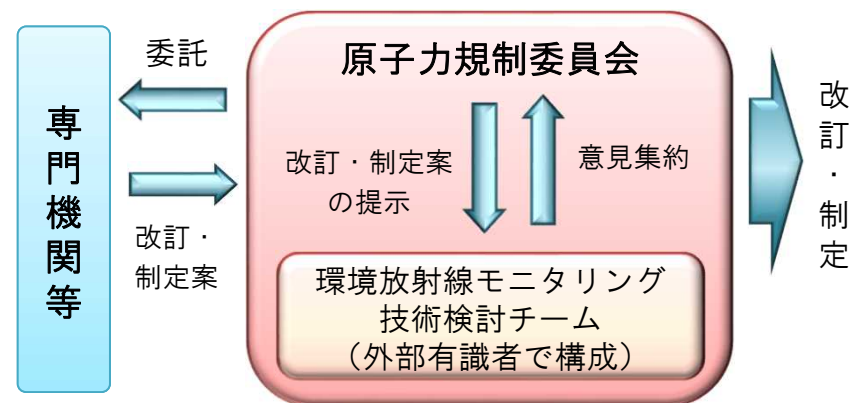 専門機関等
委託
改訂・
制定案
原子力規制委員会
改訂・制定案
の提示
意見集約
環境放射線モニタリング
技術検討チーム
（外部有識者で構成）
改訂・制定